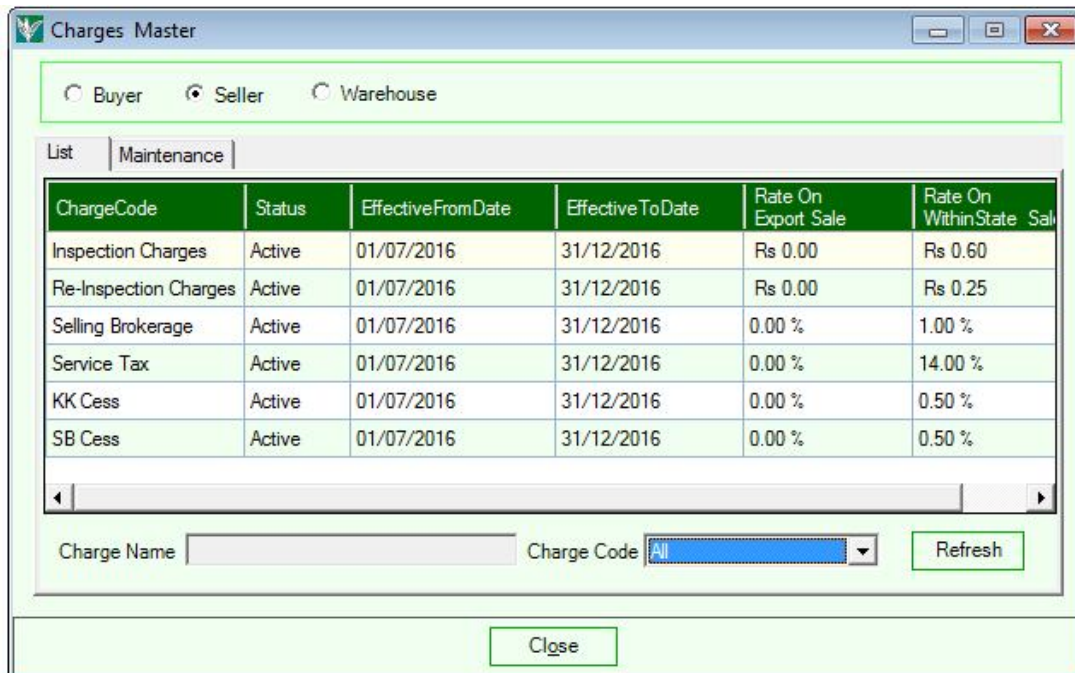 Charges Master
Buyer Seller Warehouse
List Maintenance
ChargeCode Status EffectiveFromDate EffectiveToDate Rate On Export Sale Rate On WithinState Sale
Inspection Charges Active 01/07/2016 31/12/2016 Rs 0.00 Rs 0.60
Re-Inspection Charges Active 01/07/2016 31/12/2016 Rs 0.00 Rs 0.25
Selling Brokerage Active 01/07/2016 31/12/2016 0.00 % 1.00 %
Service Tax Active 01/07/2016 31/12/2016 0.00 % 14.00 %
KK Cess Active 01/07/2016 31/12/2016 0.00 % 0.50 %
SB Cess Active 01/07/2016 31/12/2016 0.00 % 0.50 %
Charge Name Charge Code All Refresh
Close